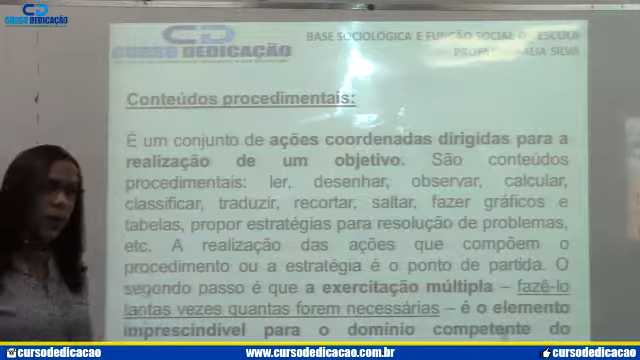 CURSO DEDICAÇÃO
CURSO DEDICAÇÃO
BASE SOCIOLÓGICA E FUNÇÃO SOCIAL D ESCOLA
PROFA ALIA SILVA
Conteúdos procedimentais:
É um conjunto de ações coordenadas dirigidas para a
realização de um objetivo. São conteúdos
procedimentais: ler, desenhar, observar, calcular,
classificar, traduzir, recortar, saltar, fazer gráficos e
tabelas, propor estratégias para resolução de problemas,
etc. A realização das ações que compõem o
procedimento ou a estratégia é o ponto de partida. O
segundo passo é que a exercitação múltipla – fazê-lo
tantas vezes quantas forem necessárias – é o elemento
imprescindível para o domínio competente do
@cursodedicacao
www.cursodedicacao.com.br
@cursodedicacao